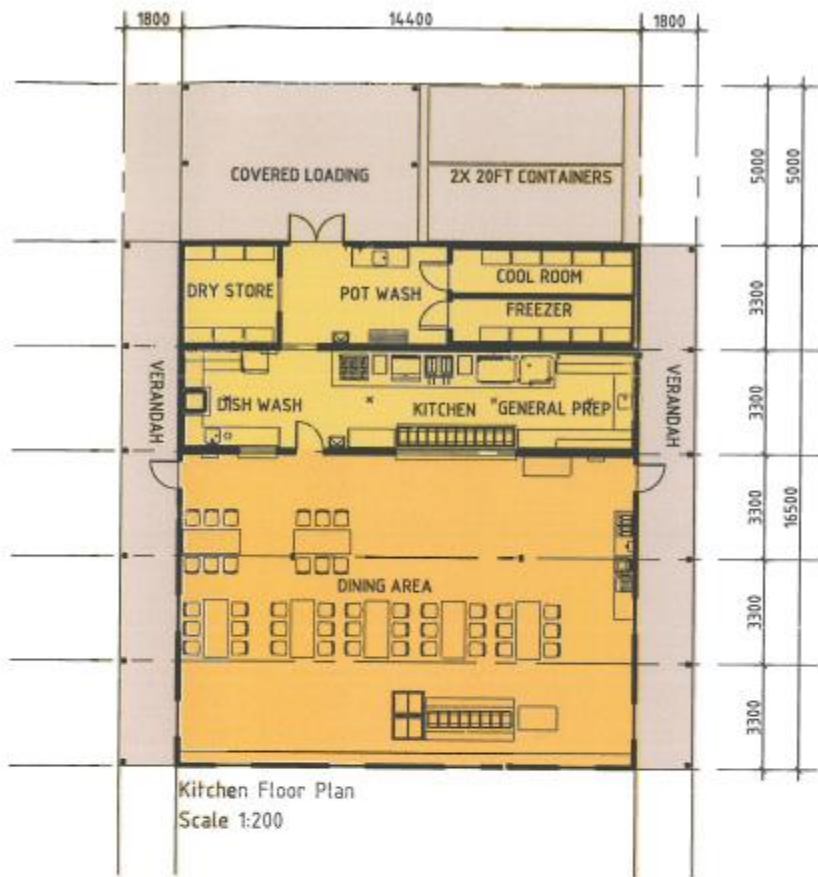 1800 14400 1800
COVERED LOADING 2X 20FT CONTAINERS
5000 5000
DRY STORE POT WASH COOL ROOM
FREEZER
3300
VERANDAH DISH WASH KITCHEN GENERAL PREP VERANDAH
3300
3300 16500
DINING AREA
3300
3300
Kitchen Floor Plan
Scale 1:200